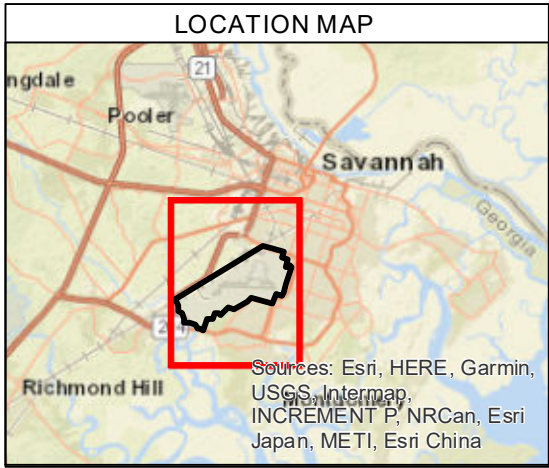 LOCATION MAP
21
ngdale
Pooler
Savannah
Georgia
Richmond Hill
Sources: Esri, HERE, Garmin,
USGS, Intermap,
INCREMENT P, NRCan, Esri
Japan, METI, Esri China